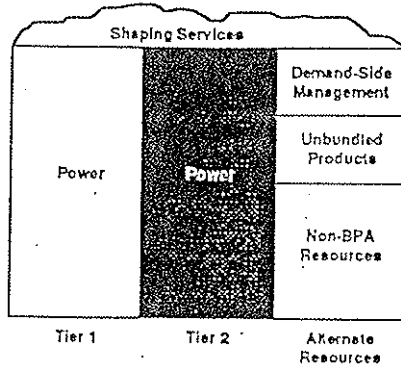 Shaping Services
Demand-Side
Management
Unbundled
Products
Power
Power
Non-BPA
Resources
Tier 1
Tier 2
Alternate
Resources